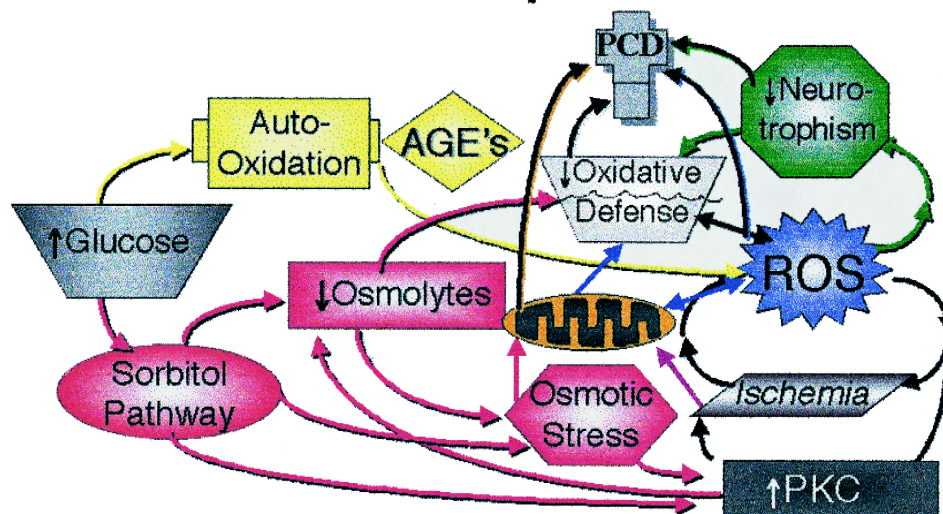 PCD
↓Neuro-
trophism
Auto-
Oxidation
AGE's
↓Oxidative
Defense
↑Glucose
ROS
↓Osmolytes
Sorbitol
Pathway
Osmotic
Stress
Ischemia
↑PKC